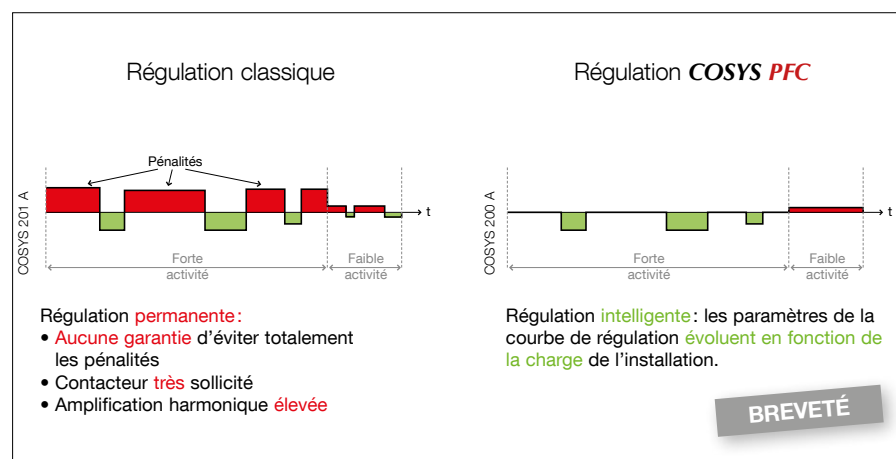 Régulation classique
Pénalités
t
COSYS 201 A
Forte
activité
Faible
activité
Régulation permanente :
• Aucune garantie d'éviter totalement
les pénalités
• Contacteur très sollicité
• Amplification harmonique élevée
Régulation COSYS PFC
t
COSYS 200 A
Forte
activité
Faible
activité
Régulation intelligente : les paramètres de la
courbe de régulation évoluent en fonction de
la charge de l'installation.
BREVETÉ